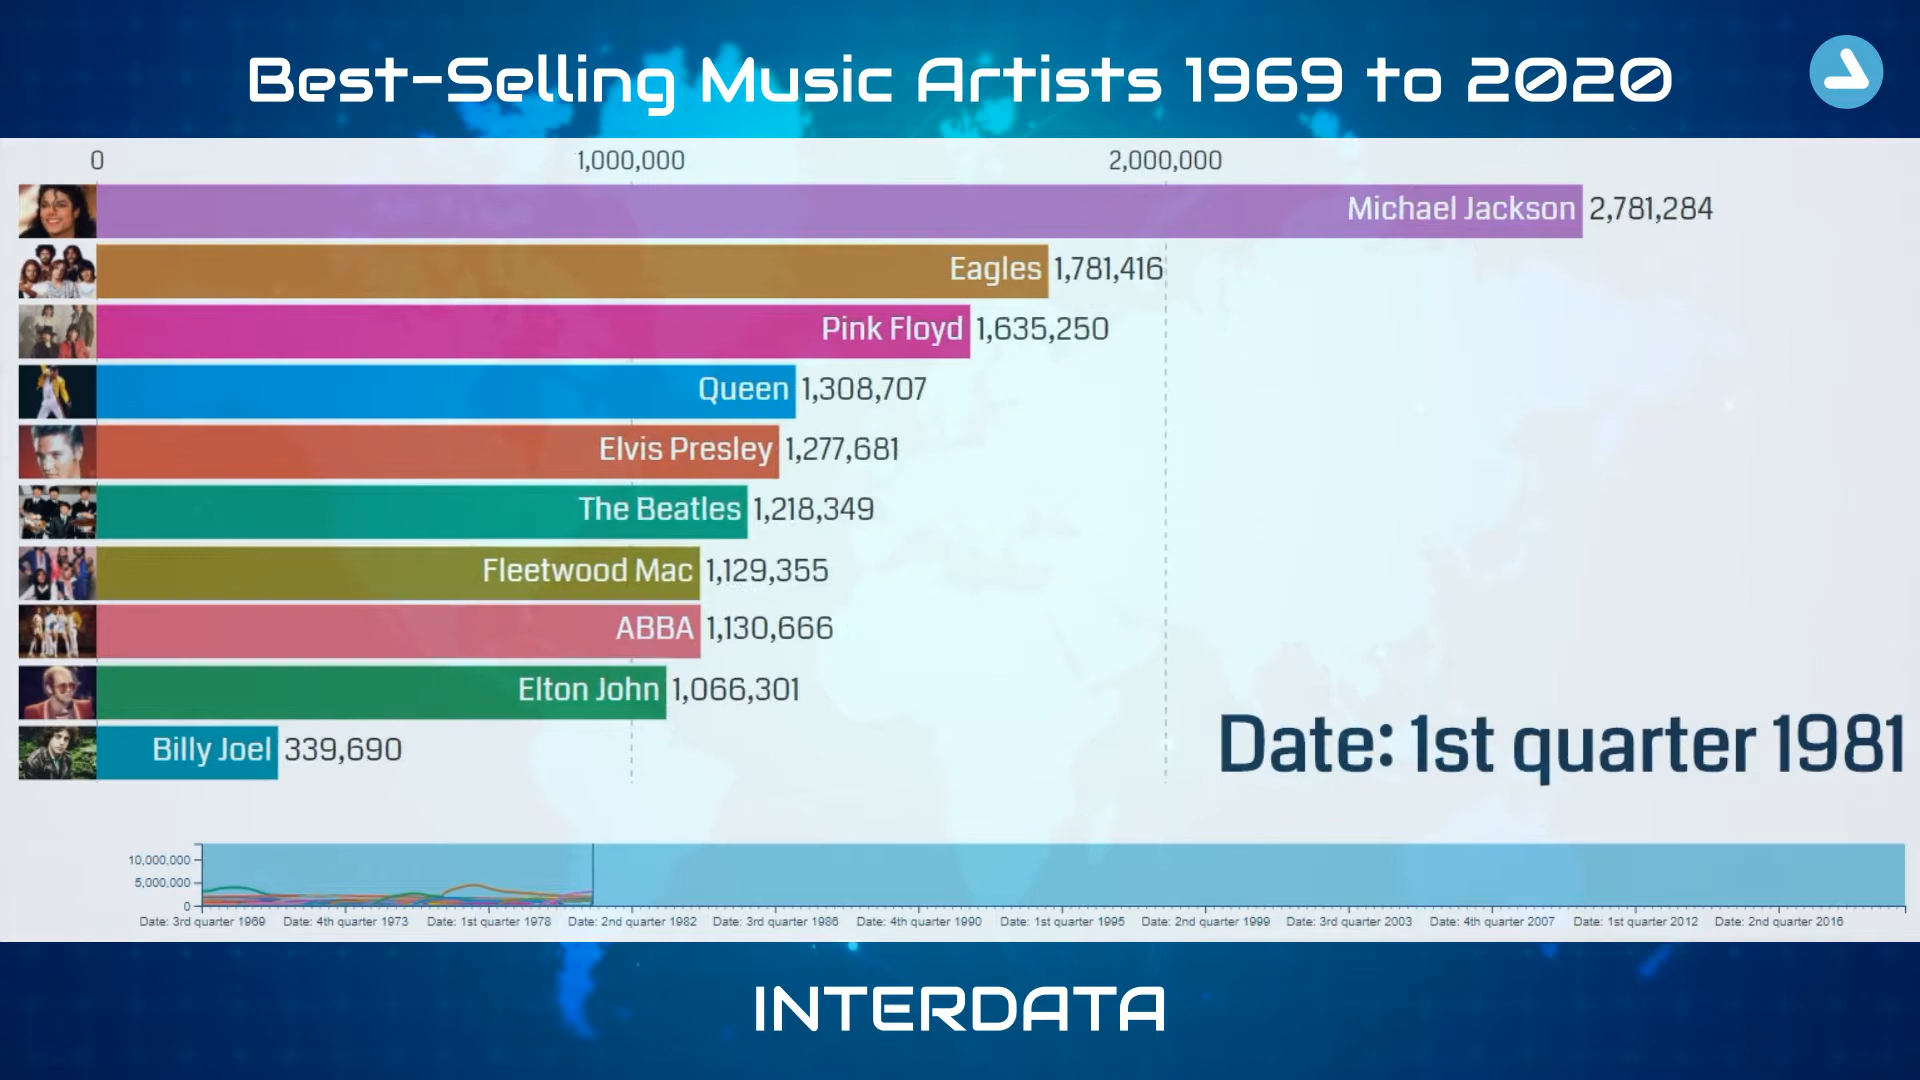 Best-Selling Music Artists 1969 to 2020
0 1,000,000 2,000,000
Michael Jackson 2,781,284
Eagles 1,781,416
Pink Floyd 1,635,250
Queen 1,308,707
Elvis Presley 1,277,681
The Beatles 1,218,349
Fleetwood Mac 1,129,355
ABBA 1,130,666
Elton John 1,066,301
Billy Joel 339,690
Date: 1st quarter 1981
10,000,000
5,000,000
0
Date: 3rd quarter 1969 Date: 4th quarter 1973 Date: 1st quarter 1978 Date: 2nd quarter 1982 Date: 3rd quarter 1986 Date: 4th quarter 1990 Date: 1st quarter 1995 Date: 2nd quarter 1999 Date: 3rd quarter 2003 Date: 4th quarter 2007 Date: 1st quarter 2012 Date: 2nd quarter 2016
INTERDATA